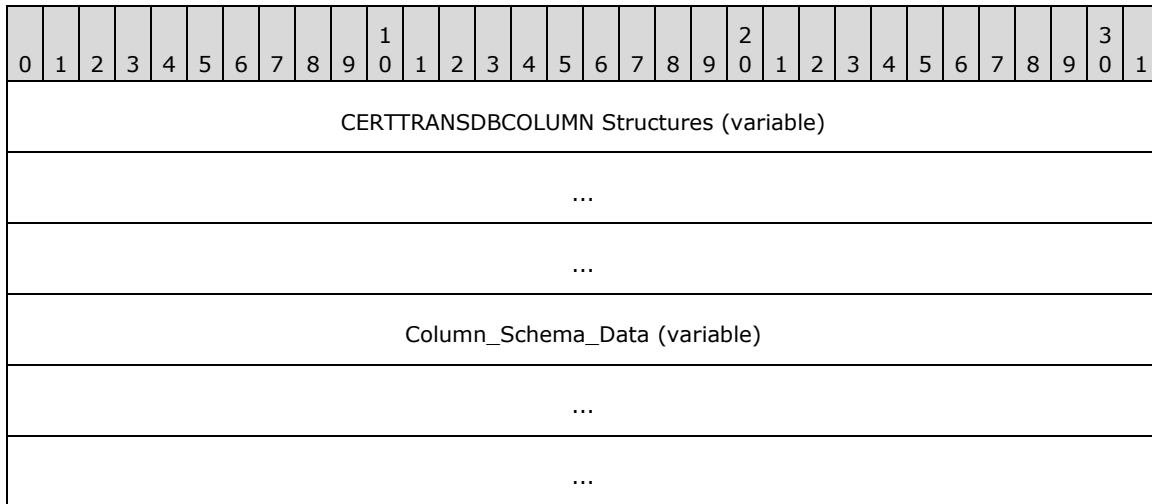 1 2 3
0 1 2 3 4 5 6 7 8 9 0 1 2 3 4 5 6 7 8 9 0 1 2 3 4 5 6 7 8 9 0 1
CERTTRANSDBCOLUMN Structures (variable)
...
...
Column_Schema_Data (variable)
...
...